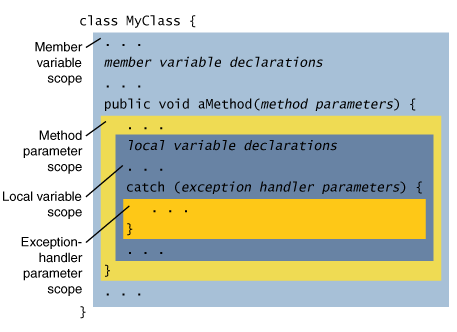 class MyClass {
Member
variable
scope
. . .
member variable declarations
. . .
public void aMethod(method parameters) {
Method
parameter
scope
. . .
local variable declarations
. . .
Local variable
scope
catch (exception handler parameters) {
. . .
}
Exception-
handler
parameter
scope
. . .
}
. . .
}